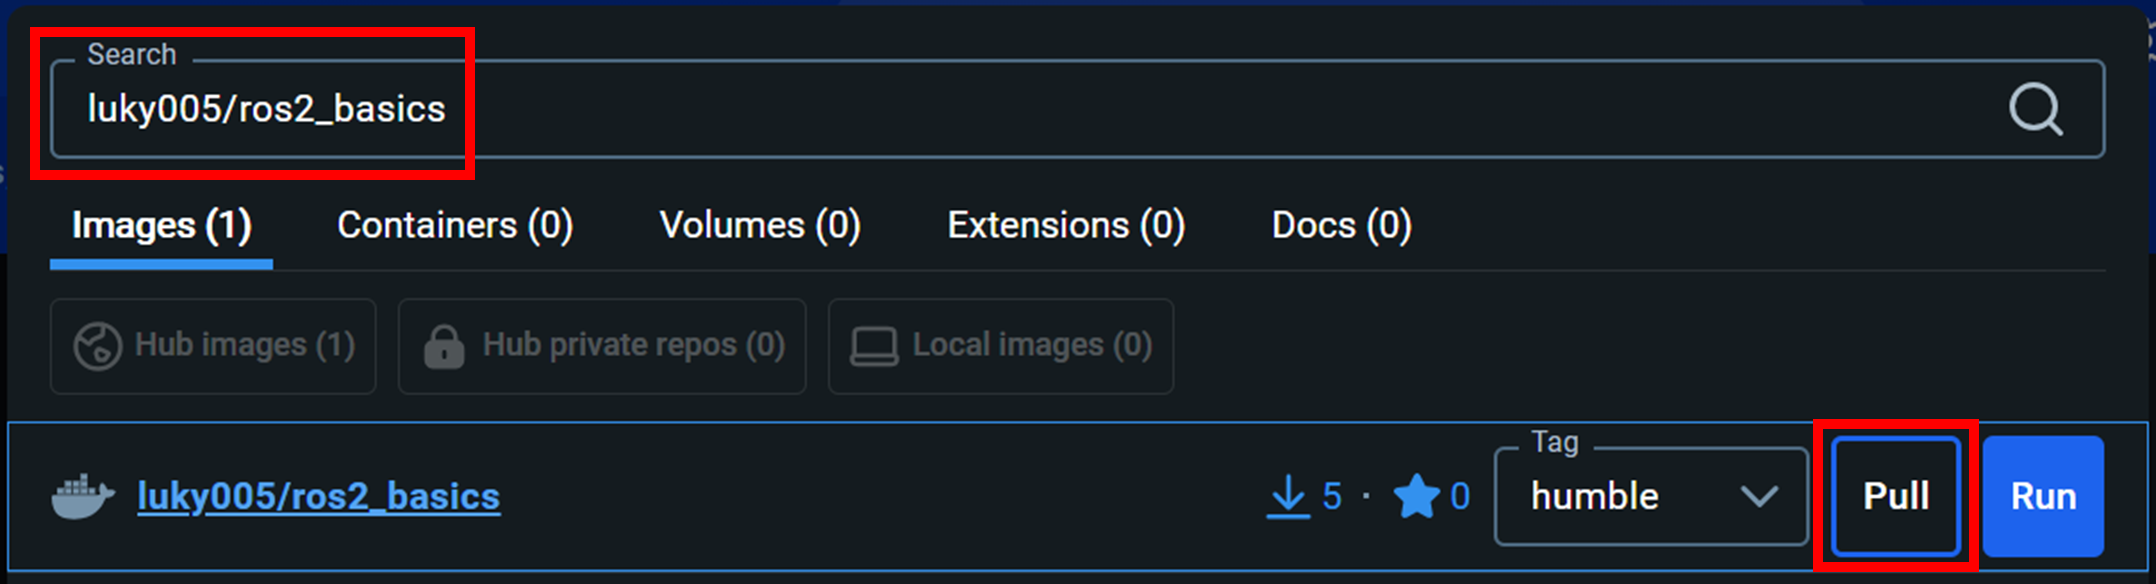 Search
luky005/ros2_basics
Images (1) Containers (0) Volumes (0) Extensions (0) Docs (0)
Hub images (1) Hub private repos (0) Local images (0)
Tag
luky005/ros2_basics 5 · 0 humble Pull Run